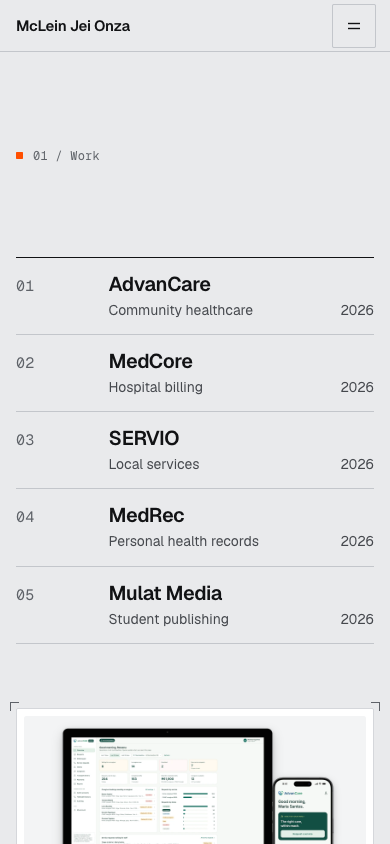 McLein Jei Onza
01 / Work
01 AdvanCare
Community healthcare 2026
02 MedCore
Hospital billing 2026
03 SERVIO
Local services 2026
04 MedRec
Personal health records 2026
05 Mulat Media
Student publishing 2026
Good morning,
Maria Santos.